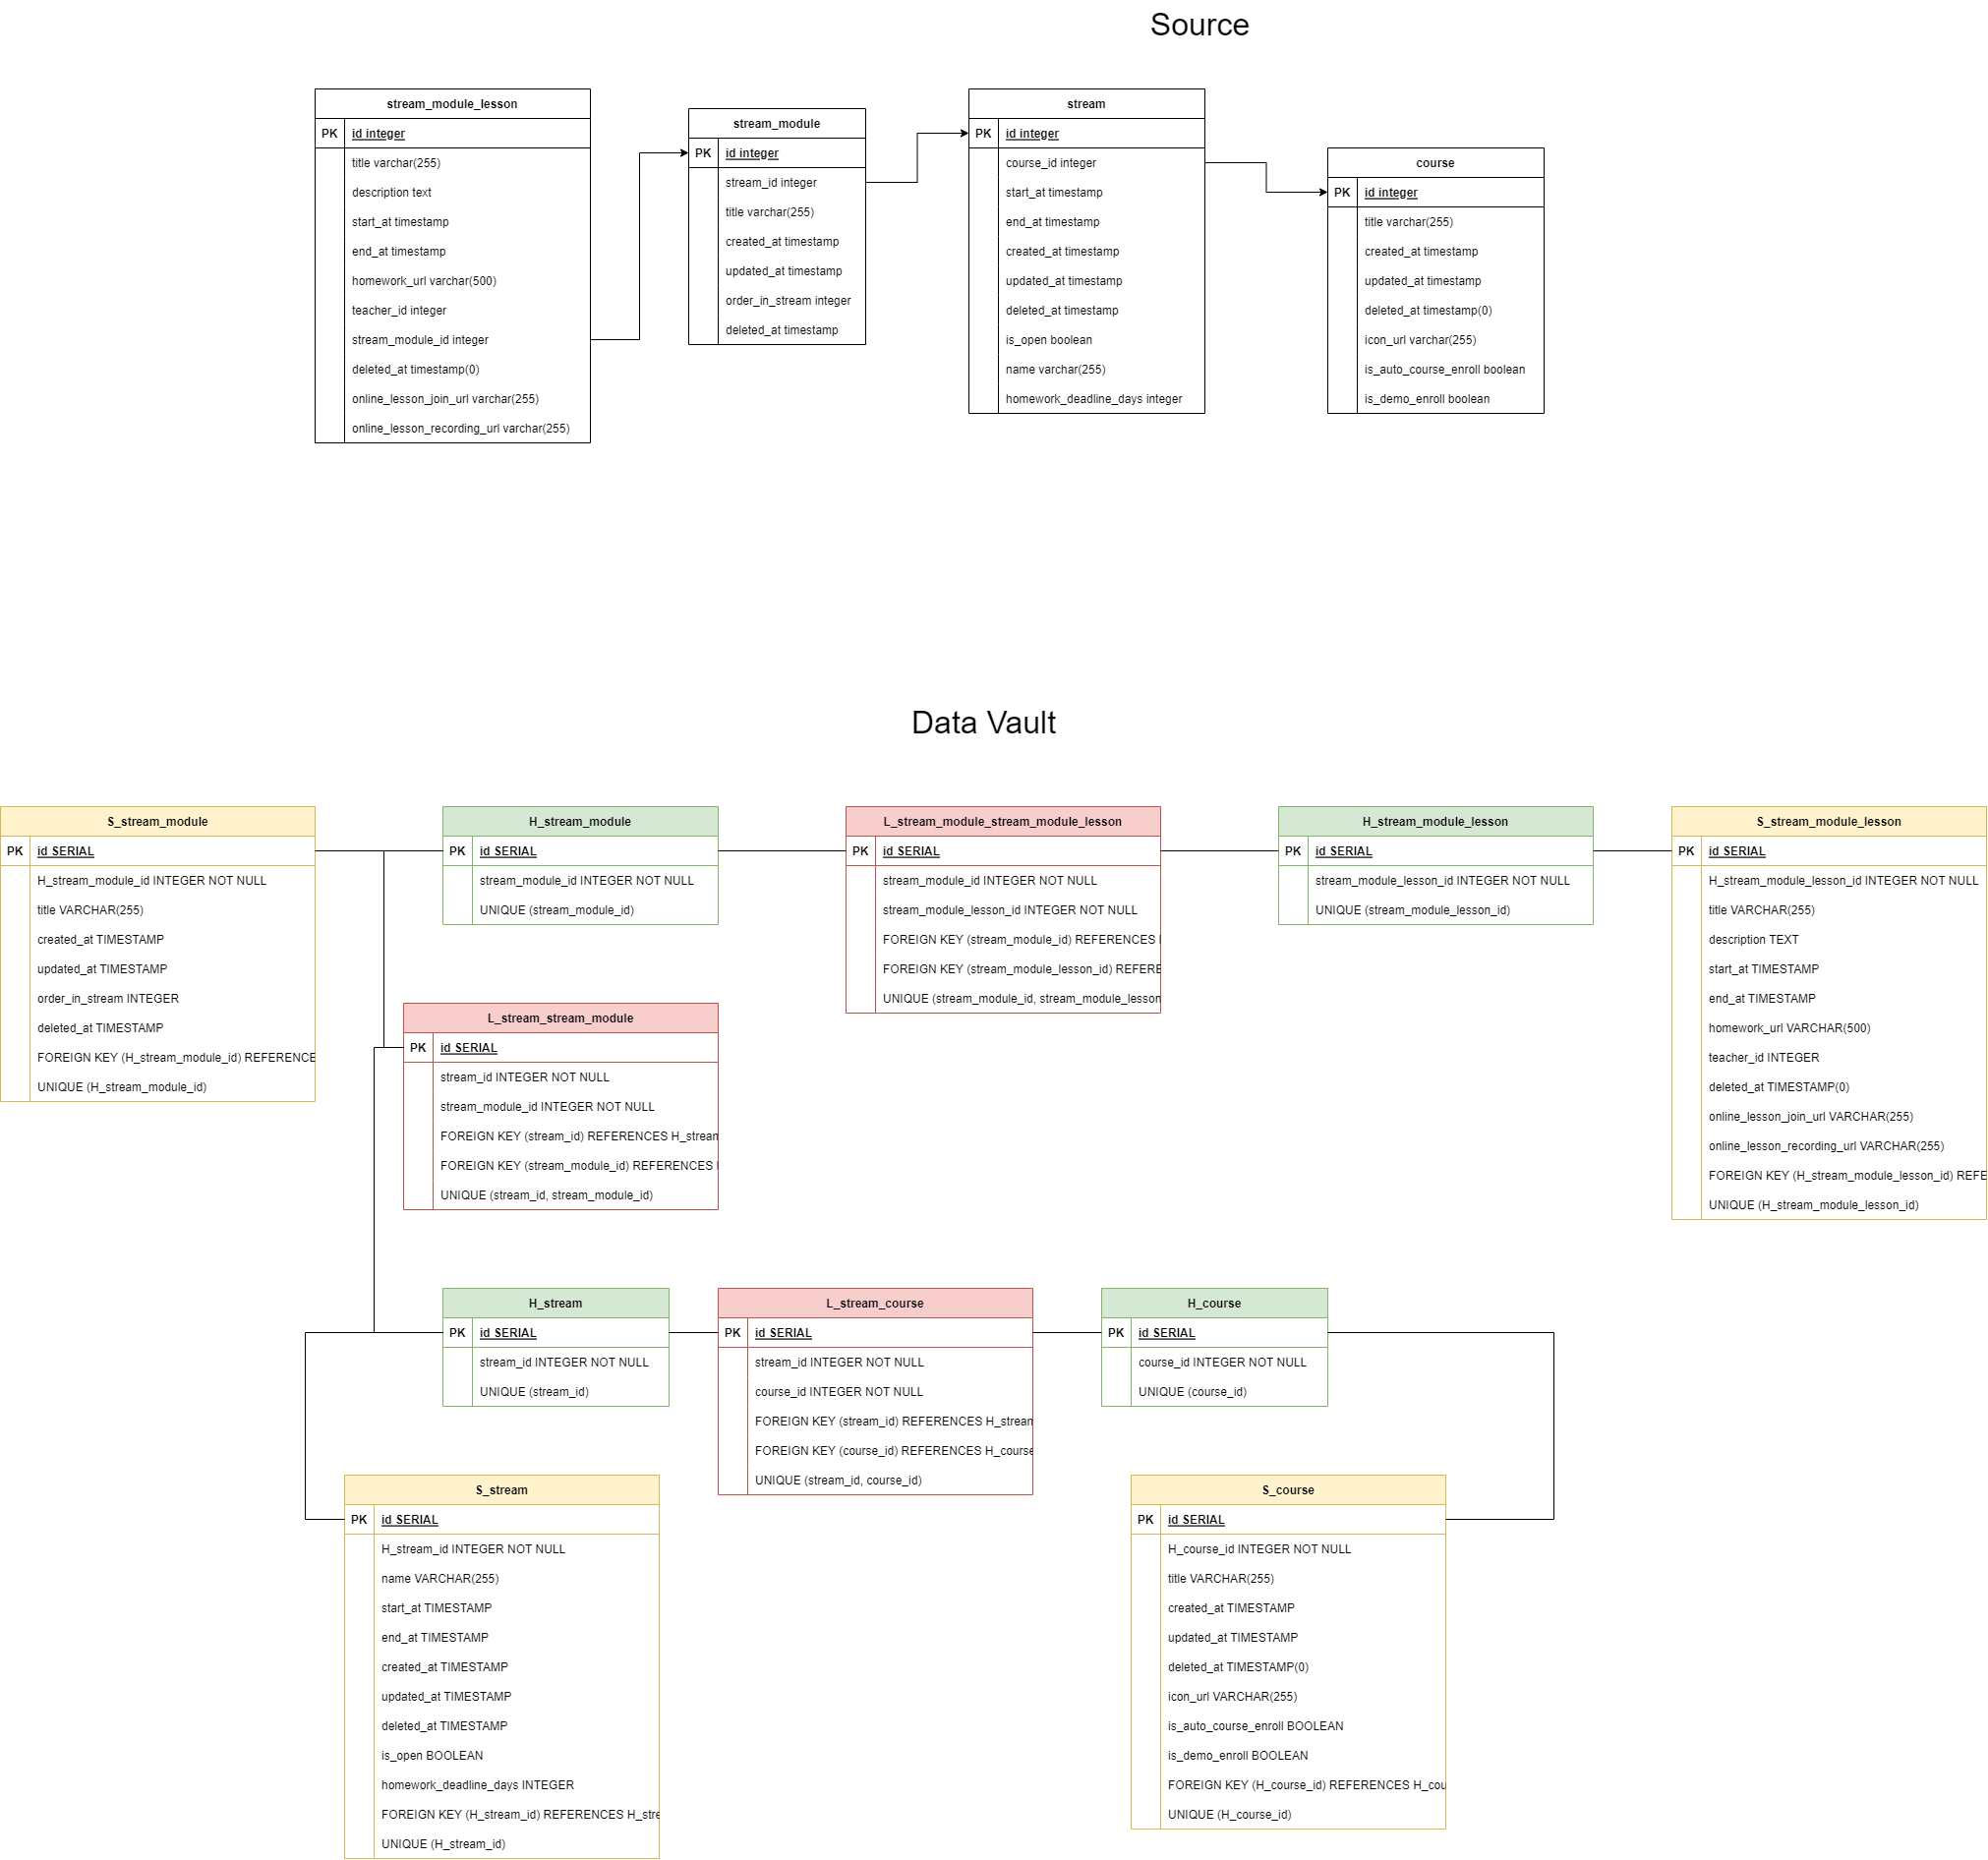 Source
stream_module_lesson
PK id integer
title varchar(255)
description text
start_at timestamp
end_at timestamp
homework_url varchar(500)
teacher_id integer
stream_module_id integer
deleted_at timestamp(0)
online_lesson_join_url varchar(255)
online_lesson_recording_url varchar(255)
stream_module
PK id integer
stream_id integer
title varchar(255)
created_at timestamp
updated_at timestamp
order_in_stream integer
deleted_at timestamp
stream
PK id integer
course_id integer
start_at timestamp
end_at timestamp
created_at timestamp
updated_at timestamp
deleted_at timestamp
is_open boolean
name varchar(255)
homework_deadline_days integer
course
PK id integer
title varchar(255)
created_at timestamp
updated_at timestamp
deleted_at timestamp(0)
icon_url varchar(255)
is_auto_course_enroll boolean
is_demo_enroll boolean
Data Vault
S_stream_module
PK id SERIAL
H_stream_module_id INTEGER NOT NULL
title VARCHAR(255)
created_at TIMESTAMP
updated_at TIMESTAMP
order_in_stream INTEGER
deleted_at TIMESTAMP
FOREIGN KEY (H_stream_module_id) REFERENCE
UNIQUE (H_stream_module_id)
H_stream_module
PK id SERIAL
stream_module_id INTEGER NOT NULL
UNIQUE (stream_module_id)
L_stream_module_stream_module_lesson
PK id SERIAL
stream_module_id INTEGER NOT NULL
stream_module_lesson_id INTEGER NOT NULL
FOREIGN KEY (stream_module_id) REFERENCES
FOREIGN KEY (stream_module_lesson_id) REFERE
UNIQUE (stream_module_id, stream_module_lesson
H_stream_module_lesson
PK id SERIAL
stream_module_lesson_id INTEGER NOT NULL
UNIQUE (stream_module_lesson_id)
S_stream_module_lesson
PK id SERIAL
H_stream_module_lesson_id INTEGER NOT NULL
title VARCHAR(255)
description TEXT
start_at TIMESTAMP
end_at TIMESTAMP
homework_url VARCHAR(500)
teacher_id INTEGER
deleted_at TIMESTAMP(0)
online_lesson_join_url VARCHAR(255)
online_lesson_recording_url VARCHAR(255)
FOREIGN KEY (H_stream_module_lesson_id) REFE
UNIQUE (H_stream_module_lesson_id)
L_stream_stream_module
PK id SERIAL
stream_id INTEGER NOT NULL
stream_module_id INTEGER NOT NULL
FOREIGN KEY (stream_id) REFERENCES H_stream
FOREIGN KEY (stream_module_id) REFERENCES
UNIQUE (stream_id, stream_module_id)
H_stream
PK id SERIAL
stream_id INTEGER NOT NULL
UNIQUE (stream_id)
L_stream_course
PK id SERIAL
stream_id INTEGER NOT NULL
course_id INTEGER NOT NULL
FOREIGN KEY (stream_id) REFERENCES H_stream
FOREIGN KEY (course_id) REFERENCES H_course
UNIQUE (stream_id, course_id)
H_course
PK id SERIAL
course_id INTEGER NOT NULL
UNIQUE (course_id)
S_stream
PK id SERIAL
H_stream_id INTEGER NOT NULL
name VARCHAR(255)
start_at TIMESTAMP
end_at TIMESTAMP
created_at TIMESTAMP
updated_at TIMESTAMP
deleted_at TIMESTAMP
is_open BOOLEAN
homework_deadline_days INTEGER
FOREIGN KEY (H_stream_id) REFERENCES H_stre
UNIQUE (H_stream_id)
S_course
PK id SERIAL
H_course_id INTEGER NOT NULL
title VARCHAR(255)
created_at TIMESTAMP
updated_at TIMESTAMP
deleted_at TIMESTAMP(0)
icon_url VARCHAR(255)
is_auto_course_enroll BOOLEAN
is_demo_enroll BOOLEAN
FOREIGN KEY (H_course_id) REFERENCES H_cou
UNIQUE (H_course_id)